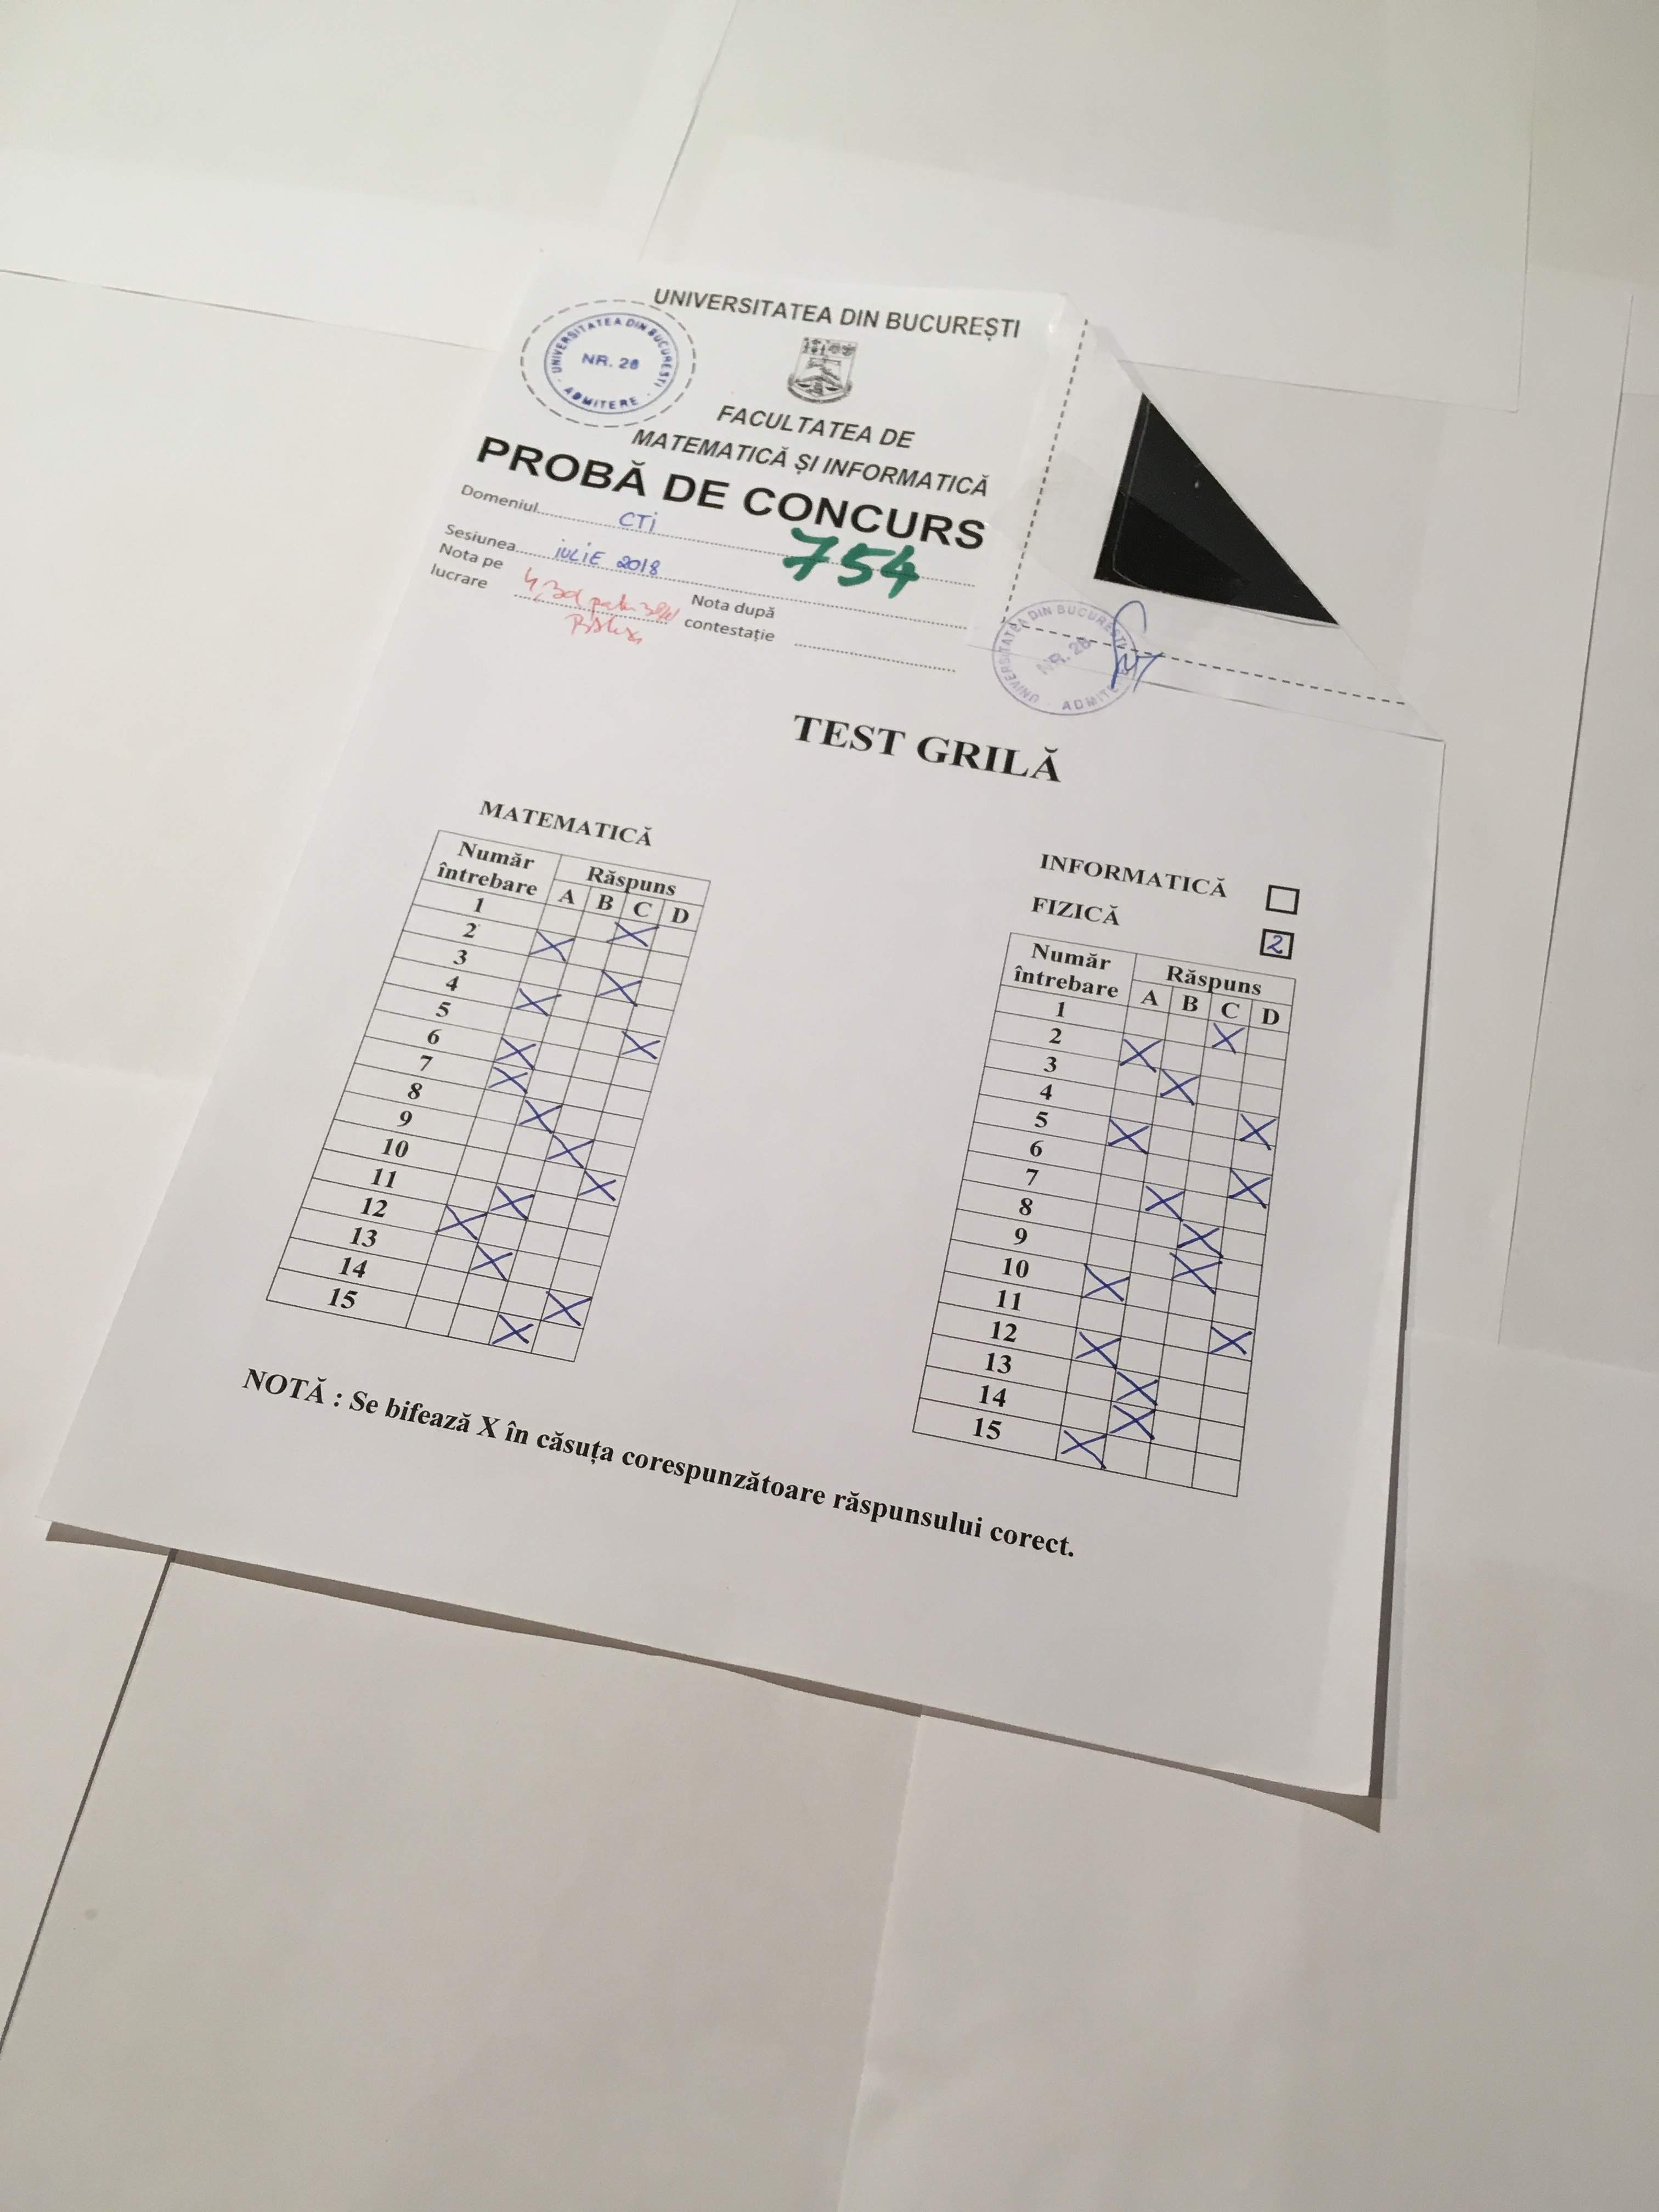 UNIVERSITATEA DIN BUCUREȘTI
UNIVERSITATEA DIN BUCURESTI
NR. 28
ADMITERE
FACULTATEA DE
MATEMATICĂ ȘI INFORMATICĂ
PROBĂ DE CONCURS
Domeniul CTi
754
Sesiunea iULiE 2018
Nota pe
lucrare
Nota după
contestație
UNIVERSITATEA DIN BUCUREȘTI
NR. 28
ADMITERE
TEST GRILĂ
MATEMATICĂ
Număr
întrebare
Răspuns
A B C D
1 X
2 X
3 X
4 X
5 X
6 X
7 X
8 X
9 X
10 X
11 X
12 X
13 X
14 X
15 X
INFORMATICĂ
FIZICĂ 2
Număr
întrebare
Răspuns
A B C D
1 X
2 X
3 X
4 X
5 X
6 X
7 X
8 X
9 X
10 X
11 X
12 X
13 X
14 X
15 X
NOTĂ : Se bifează X în căsuța corespunzătoare răspunsului corect.